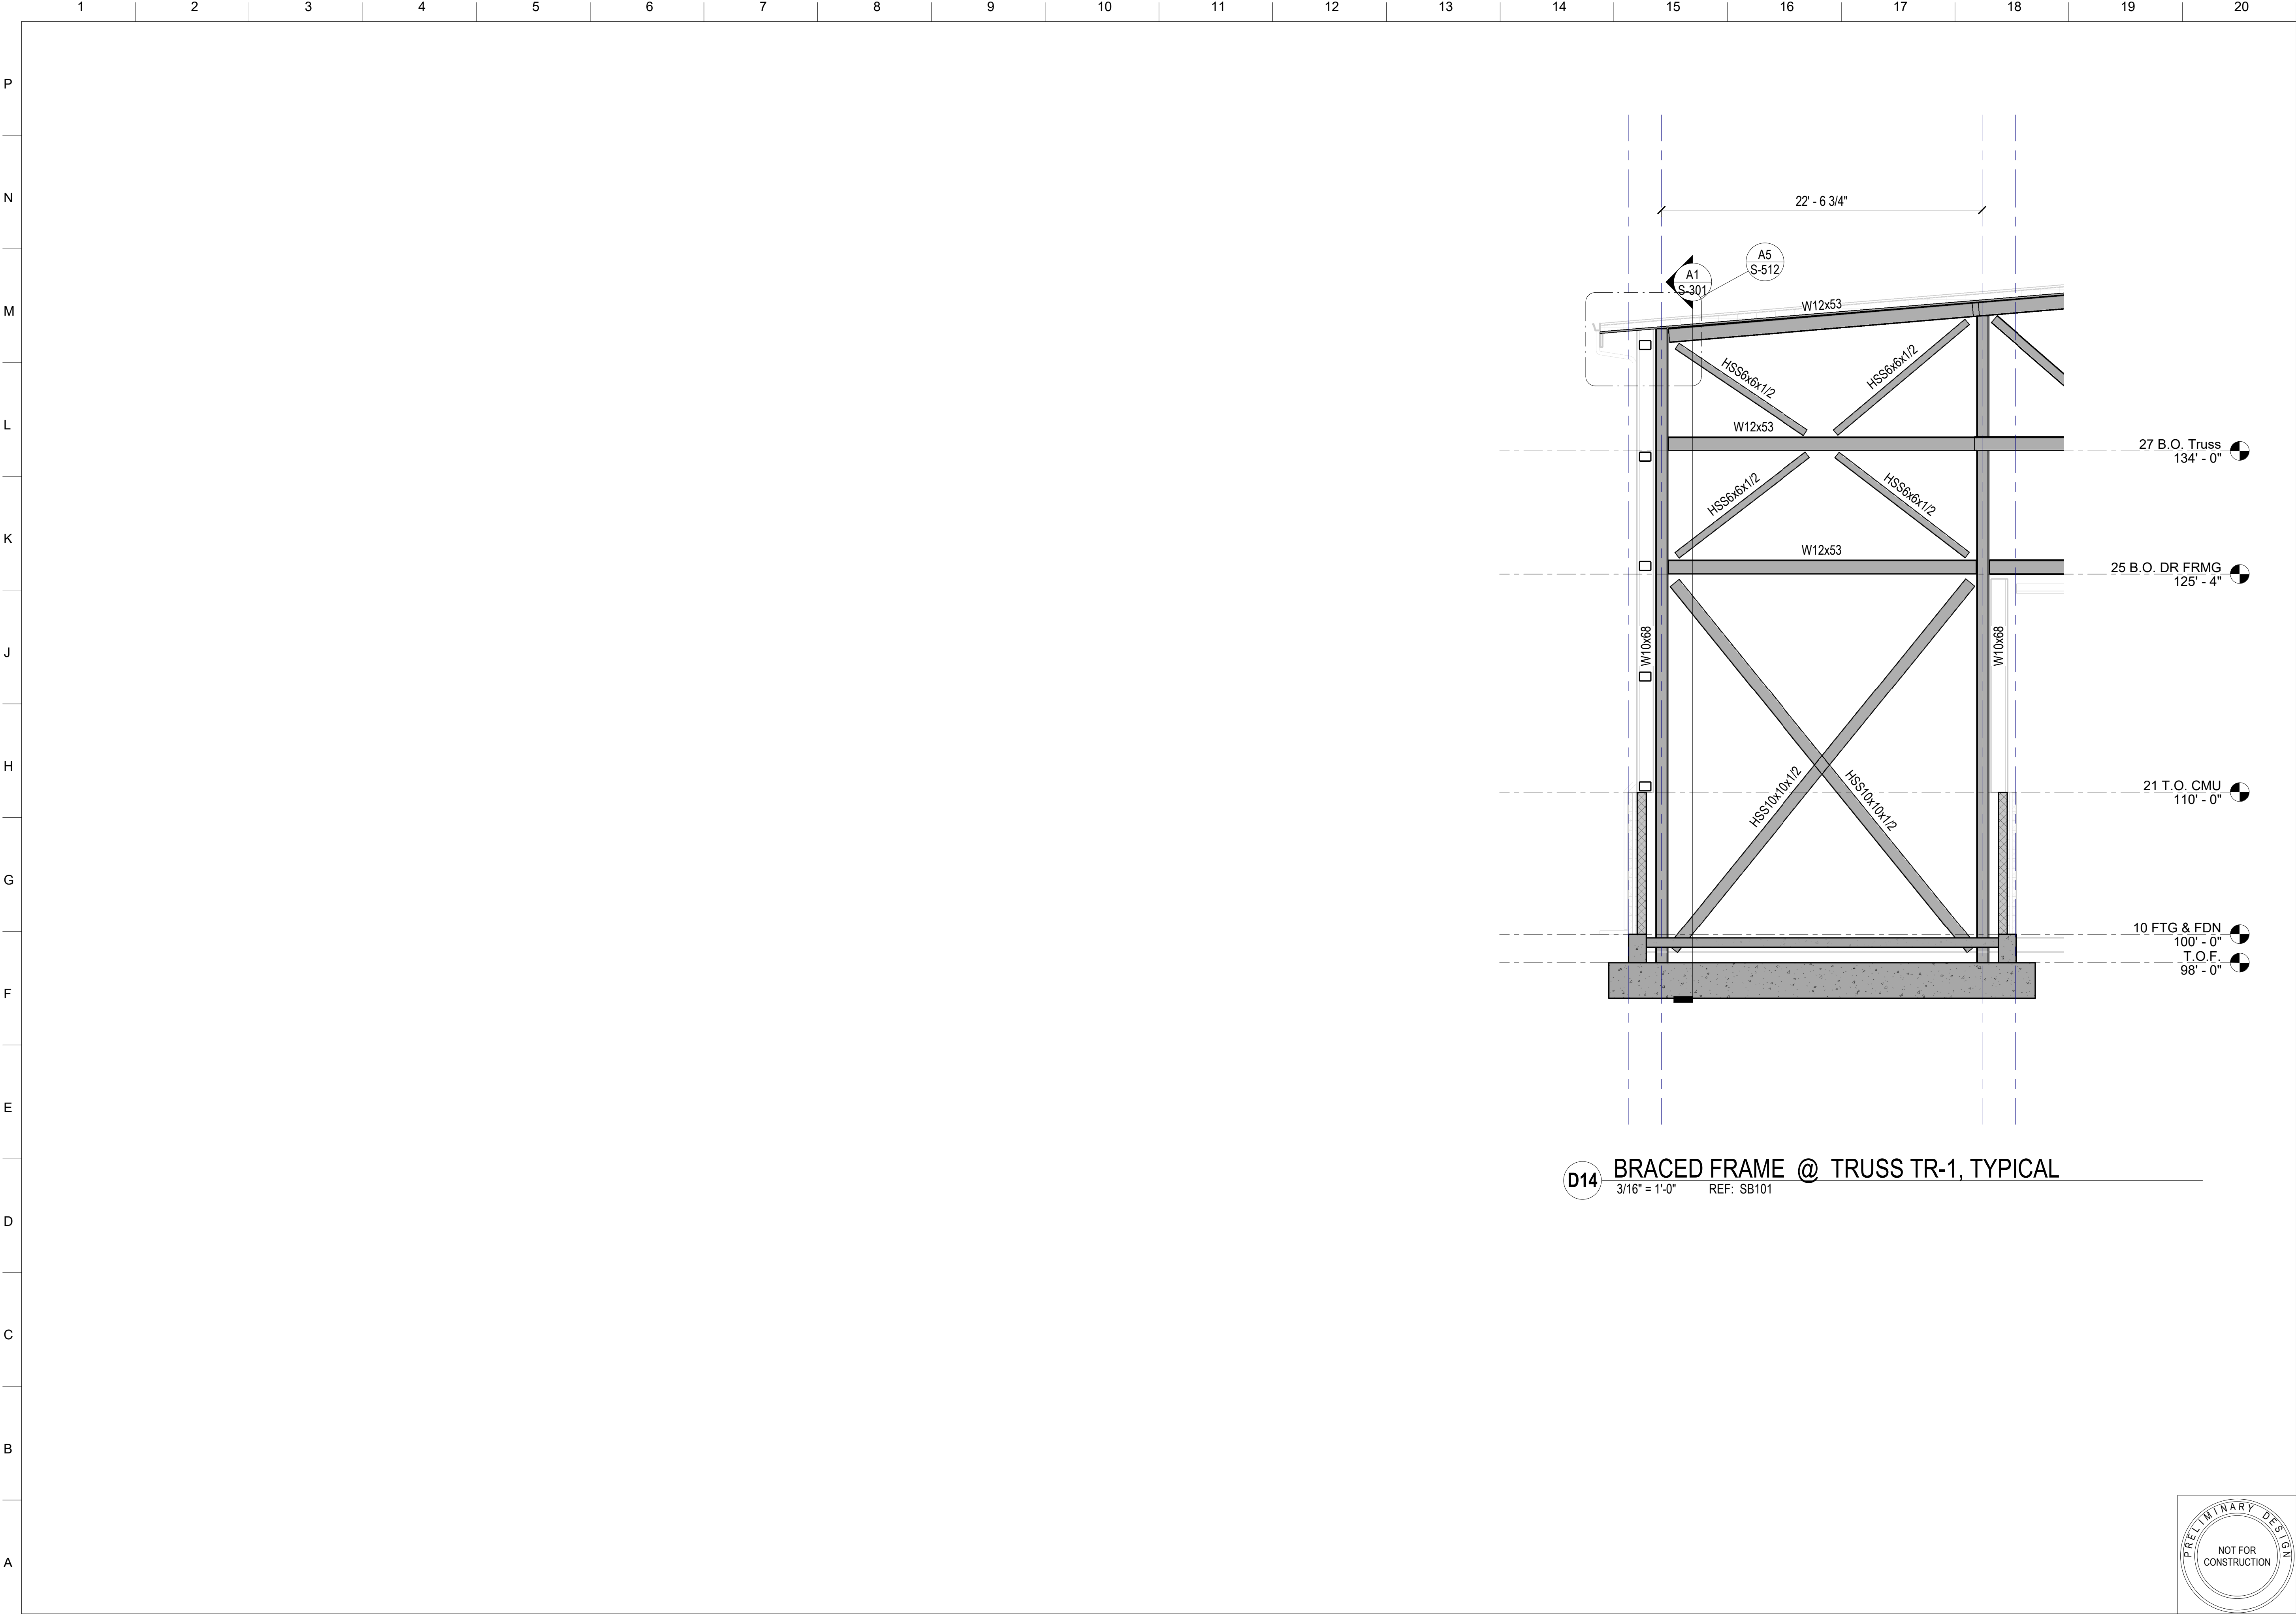 1 2 3 4 5 6 7 8 9 10 11 12 13 14 15 16 17 18 19 20
P
N
22' - 6 3/4"
A5
S-512
A1
S-301
M
W12x53
HSS6x6x1/2
HSS6x6x1/2
L
W12x53
27 B.O. Truss
134' - 0"
HSS6x6x1/2
HSS6x6x1/2
K
W12x53
25 B.O. DR FRMG
125' - 4"
J
W10x68
W10x68
H
21 T.O. CMU
110' - 0"
HSS10x10x1/2
HSS10x10x1/2
G
10 FTG & FDN
100' - 0"
T.O.F.
98' - 0"
F
E
D14
BRACED FRAME @ TRUSS TR-1, TYPICAL
3/16" = 1'-0" REF: SB101
D
C
B
A
PRELIMINARY DESIGN
NOT FOR
CONSTRUCTION